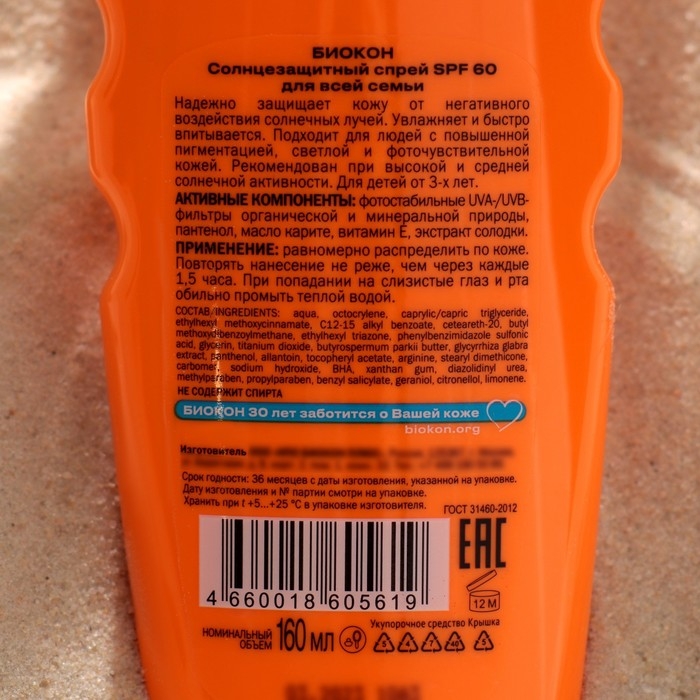 БИОКОН
Солнцезащитный спрей SPF 60
для всей семьи
Надежно защищает кожу от негативного
воздействия солнечных лучей. Увлажняет и быстро
впитывается. Подходит для людей с повышенной
пигментацией, светлой и фоточувствительной
кожей. Рекомендован при высокой и средней
солнечной активности. Для детей от 3-х лет.
АКТИВНЫЕ КОМПОНЕНТЫ: фотостабильные UVA-/UVB-
фильтры органической и минеральной природы,
пантенол, масло карите, витамин Е, экстракт солодки.
ПРИМЕНЕНИЕ: равномерно распределить по коже.
Повторять нанесение не реже, чем через каждые
1,5 часа. При попадании на слизистые глаз и рта
обильно промыть теплой водой.
СОСТАВ/INGREDIENTS: aqua, octocrylene, caprylic/capric triglyceride,
ethylhexyl methoxycinnamate, C12-15 alkyl benzoate, ceteareth-20, butyl
methoxydibenzoylmethane, ethylhexyl triazone, phenylbenzimidazole sulfonic
acid, glycerin, titanium dioxide, butyrospermum parkii butter, glycyrrhiza glabra
extract, panthenol, allantoin, tocopheryl acetate, arginine, stearyl dimethicone,
carbomer, sodium hydroxide, BHA, xanthan gum, diazolidinyl urea,
methylparaben, propylparaben, benzyl salicylate, geraniol, citronellol, limonene.
НЕ СОДЕРЖИТ СПИРТА
БИОКОН 30 лет заботится о Вашей коже
biokon.org
Изготовитель
Срок годности: 36 месяцев с даты изготовления, указанной на упаковке.
Дату изготовления и № партии смотри на упаковке.
Хранить при t +5...+25 °C в упаковке изготовителя.
ГОСТ 31460-2012
EAC
4 660018 605619
12 M
НОМИНАЛЬНЫЙ
ОБЪЕМ 160 мл
Укупорочное средство Крышка
5 4 7 40 5